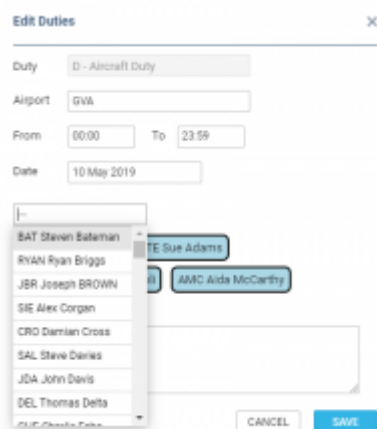 Edit Duties ×
Duty D - Aircraft Duty
Airport GVA
From 00:00 To 23:59
Date 10 May 2019
BAT Steven Bateman
TE Sue Adams
RYAN Ryan Briggs
JBR Joseph BROWN
AMC Aida McCarthy
SIE Alex Corgan
CRO Damian Cross
SAL Steve Davies
JDA John Davis
DEL Thomas Delta
CANCEL SAVE